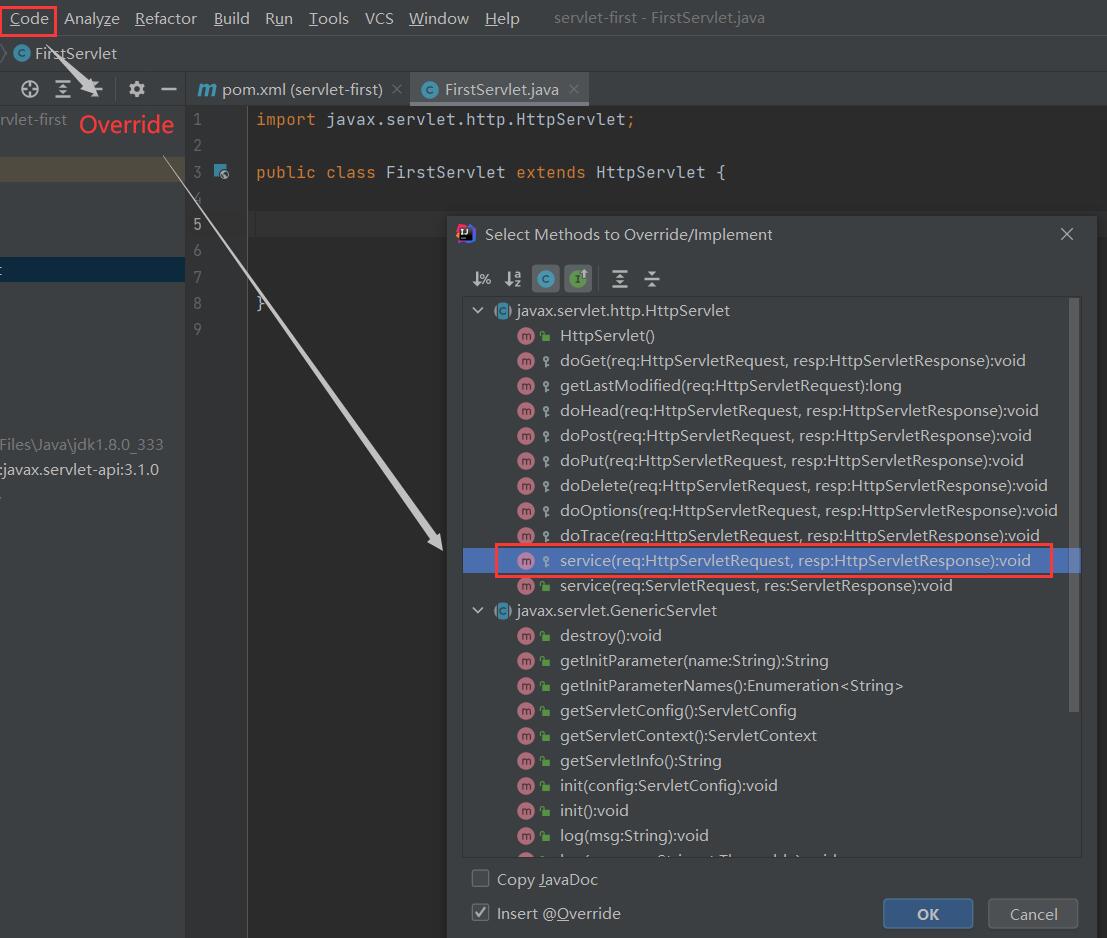 Code Analyze Refactor Build Run Tools VCS Window Help servlet-first - FirstServlet.java
FirstServlet
pom.xml (servlet-first) FirstServlet.java
rvlet-first
Override
1 import javax.servlet.http.HttpServlet;
2
3 public class FirstServlet extends HttpServlet {
4
5
6
7
8 }
9
Files\Java\jdk1.8.0_333
:javax.servlet-api:3.1.0
Select Methods to Override/Implement
javax.servlet.http.HttpServlet
HttpServlet()
doGet(req:HttpServletRequest, resp:HttpServletResponse):void
getLastModified(req:HttpServletRequest):long
doHead(req:HttpServletRequest, resp:HttpServletResponse):void
doPost(req:HttpServletRequest, resp:HttpServletResponse):void
doPut(req:HttpServletRequest, resp:HttpServletResponse):void
doDelete(req:HttpServletRequest, resp:HttpServletResponse):void
doOptions(req:HttpServletRequest, resp:HttpServletResponse):void
doTrace(req:HttpServletRequest, resp:HttpServletResponse):void
service(req:HttpServletRequest, resp:HttpServletResponse):void
service(req:ServletRequest, res:ServletResponse):void
javax.servlet.GenericServlet
destroy():void
getInitParameter(name:String):String
getInitParameterNames():Enumeration<String>
getServletConfig():ServletConfig
getServletContext():ServletContext
getServletInfo():String
init(config:ServletConfig):void
init():void
log(msg:String):void
Copy JavaDoc
Insert @Override
OK Cancel